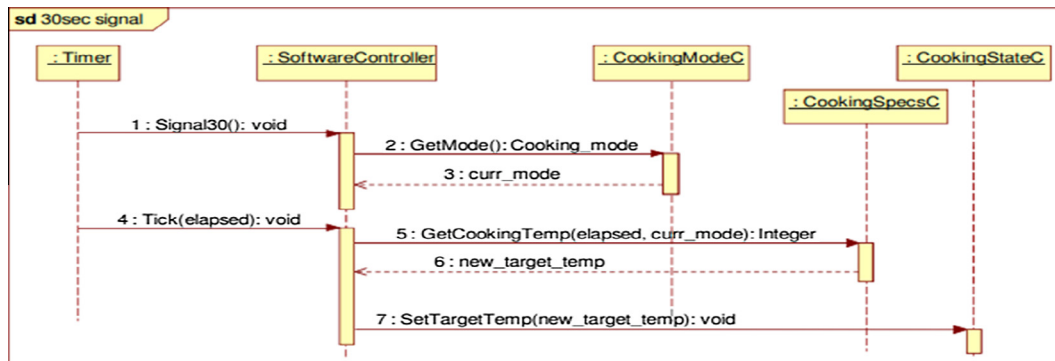 sd 30sec signal
: Timer
: SoftwareController
: CookingModeC
: CookingStateC
: CookingSpecsC
1 : Signal30(): void
2 : GetMode(): Cooking_mode
3 : curr_mode
4 : Tick(elapsed): void
5 : GetCookingTemp(elapsed, curr_mode): Integer
6 : new_target_temp
7 : SetTargetTemp(new_target_temp): void